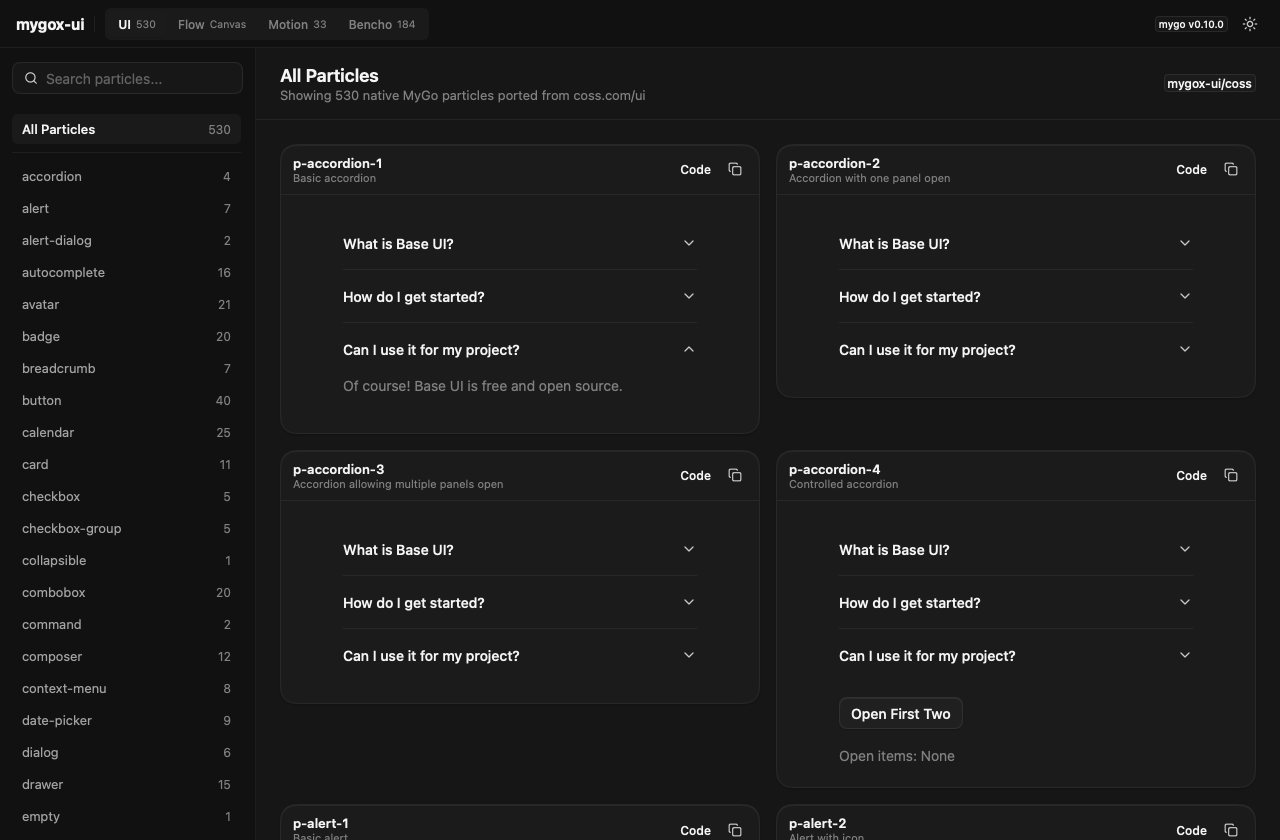 mygox-ui
UI 530
Flow Canvas
Motion 33
Bencho 184
mygo v0.10.0
Search particles...
All Particles 530
accordion 4
alert 7
alert-dialog 2
autocomplete 16
avatar 21
badge 20
breadcrumb 7
button 40
calendar 25
card 11
checkbox 5
checkbox-group 5
collapsible 1
combobox 20
command 2
composer 12
context-menu 8
date-picker 9
dialog 6
drawer 15
empty 1
All Particles
Showing 530 native MyGo particles ported from coss.com/ui
mygox-ui/coss
p-accordion-1
Basic accordion
Code
What is Base UI?
How do I get started?
Can I use it for my project?
Of course! Base UI is free and open source.
p-accordion-2
Accordion with one panel open
Code
What is Base UI?
How do I get started?
Can I use it for my project?
p-accordion-3
Accordion allowing multiple panels open
Code
What is Base UI?
How do I get started?
Can I use it for my project?
p-accordion-4
Controlled accordion
Code
What is Base UI?
How do I get started?
Can I use it for my project?
Open First Two
Open items: None
p-alert-1
Basic alert
Code
p-alert-2
Alert with icon
Code